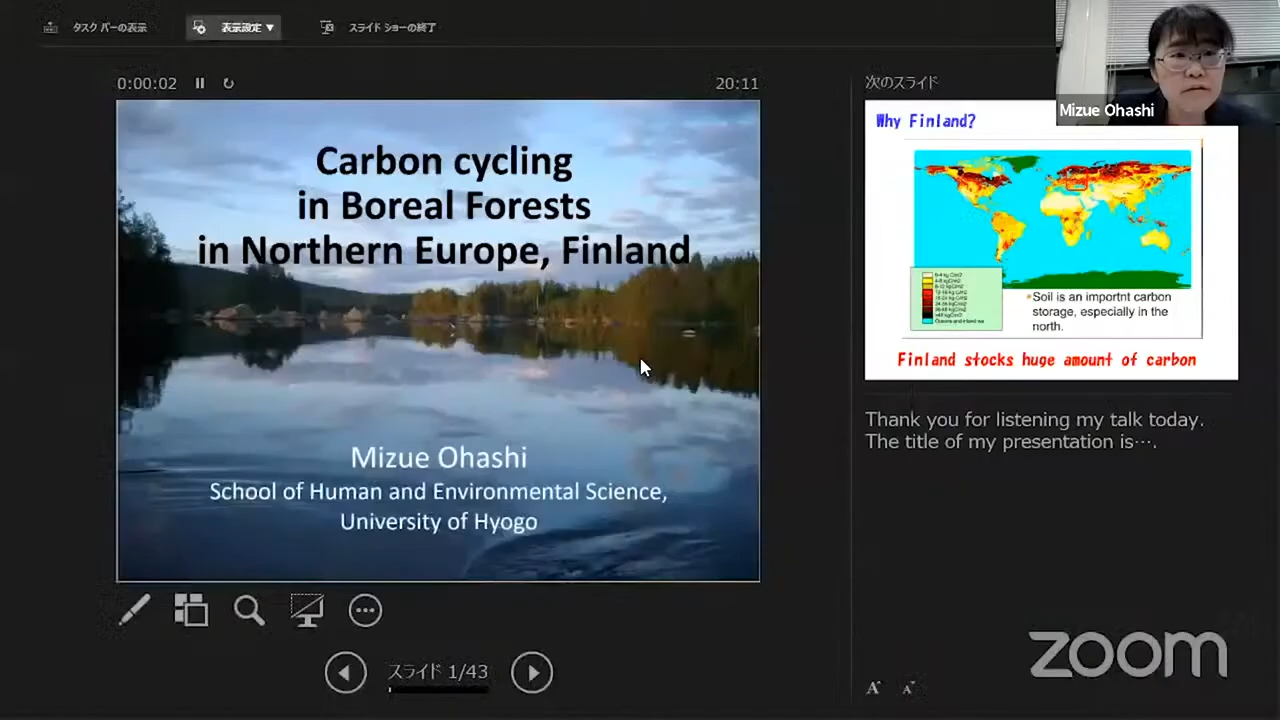 タスク バーの表示
表示設定 ▼
スライド ショーの終了
0:00:02
20:11
次のスライド
Mizue Ohashi
Carbon cycling
in Boreal Forests
in Northern Europe, Finland
Mizue Ohashi
School of Human and Environmental Science,
University of Hyogo
Why Finland?
Soil is an importnt carbon
storage, especially in the
north.
Finland stocks huge amount of carbon
Thank you for listening my talk today.
The title of my presentation is….
スライド 1/43
zoom
A A